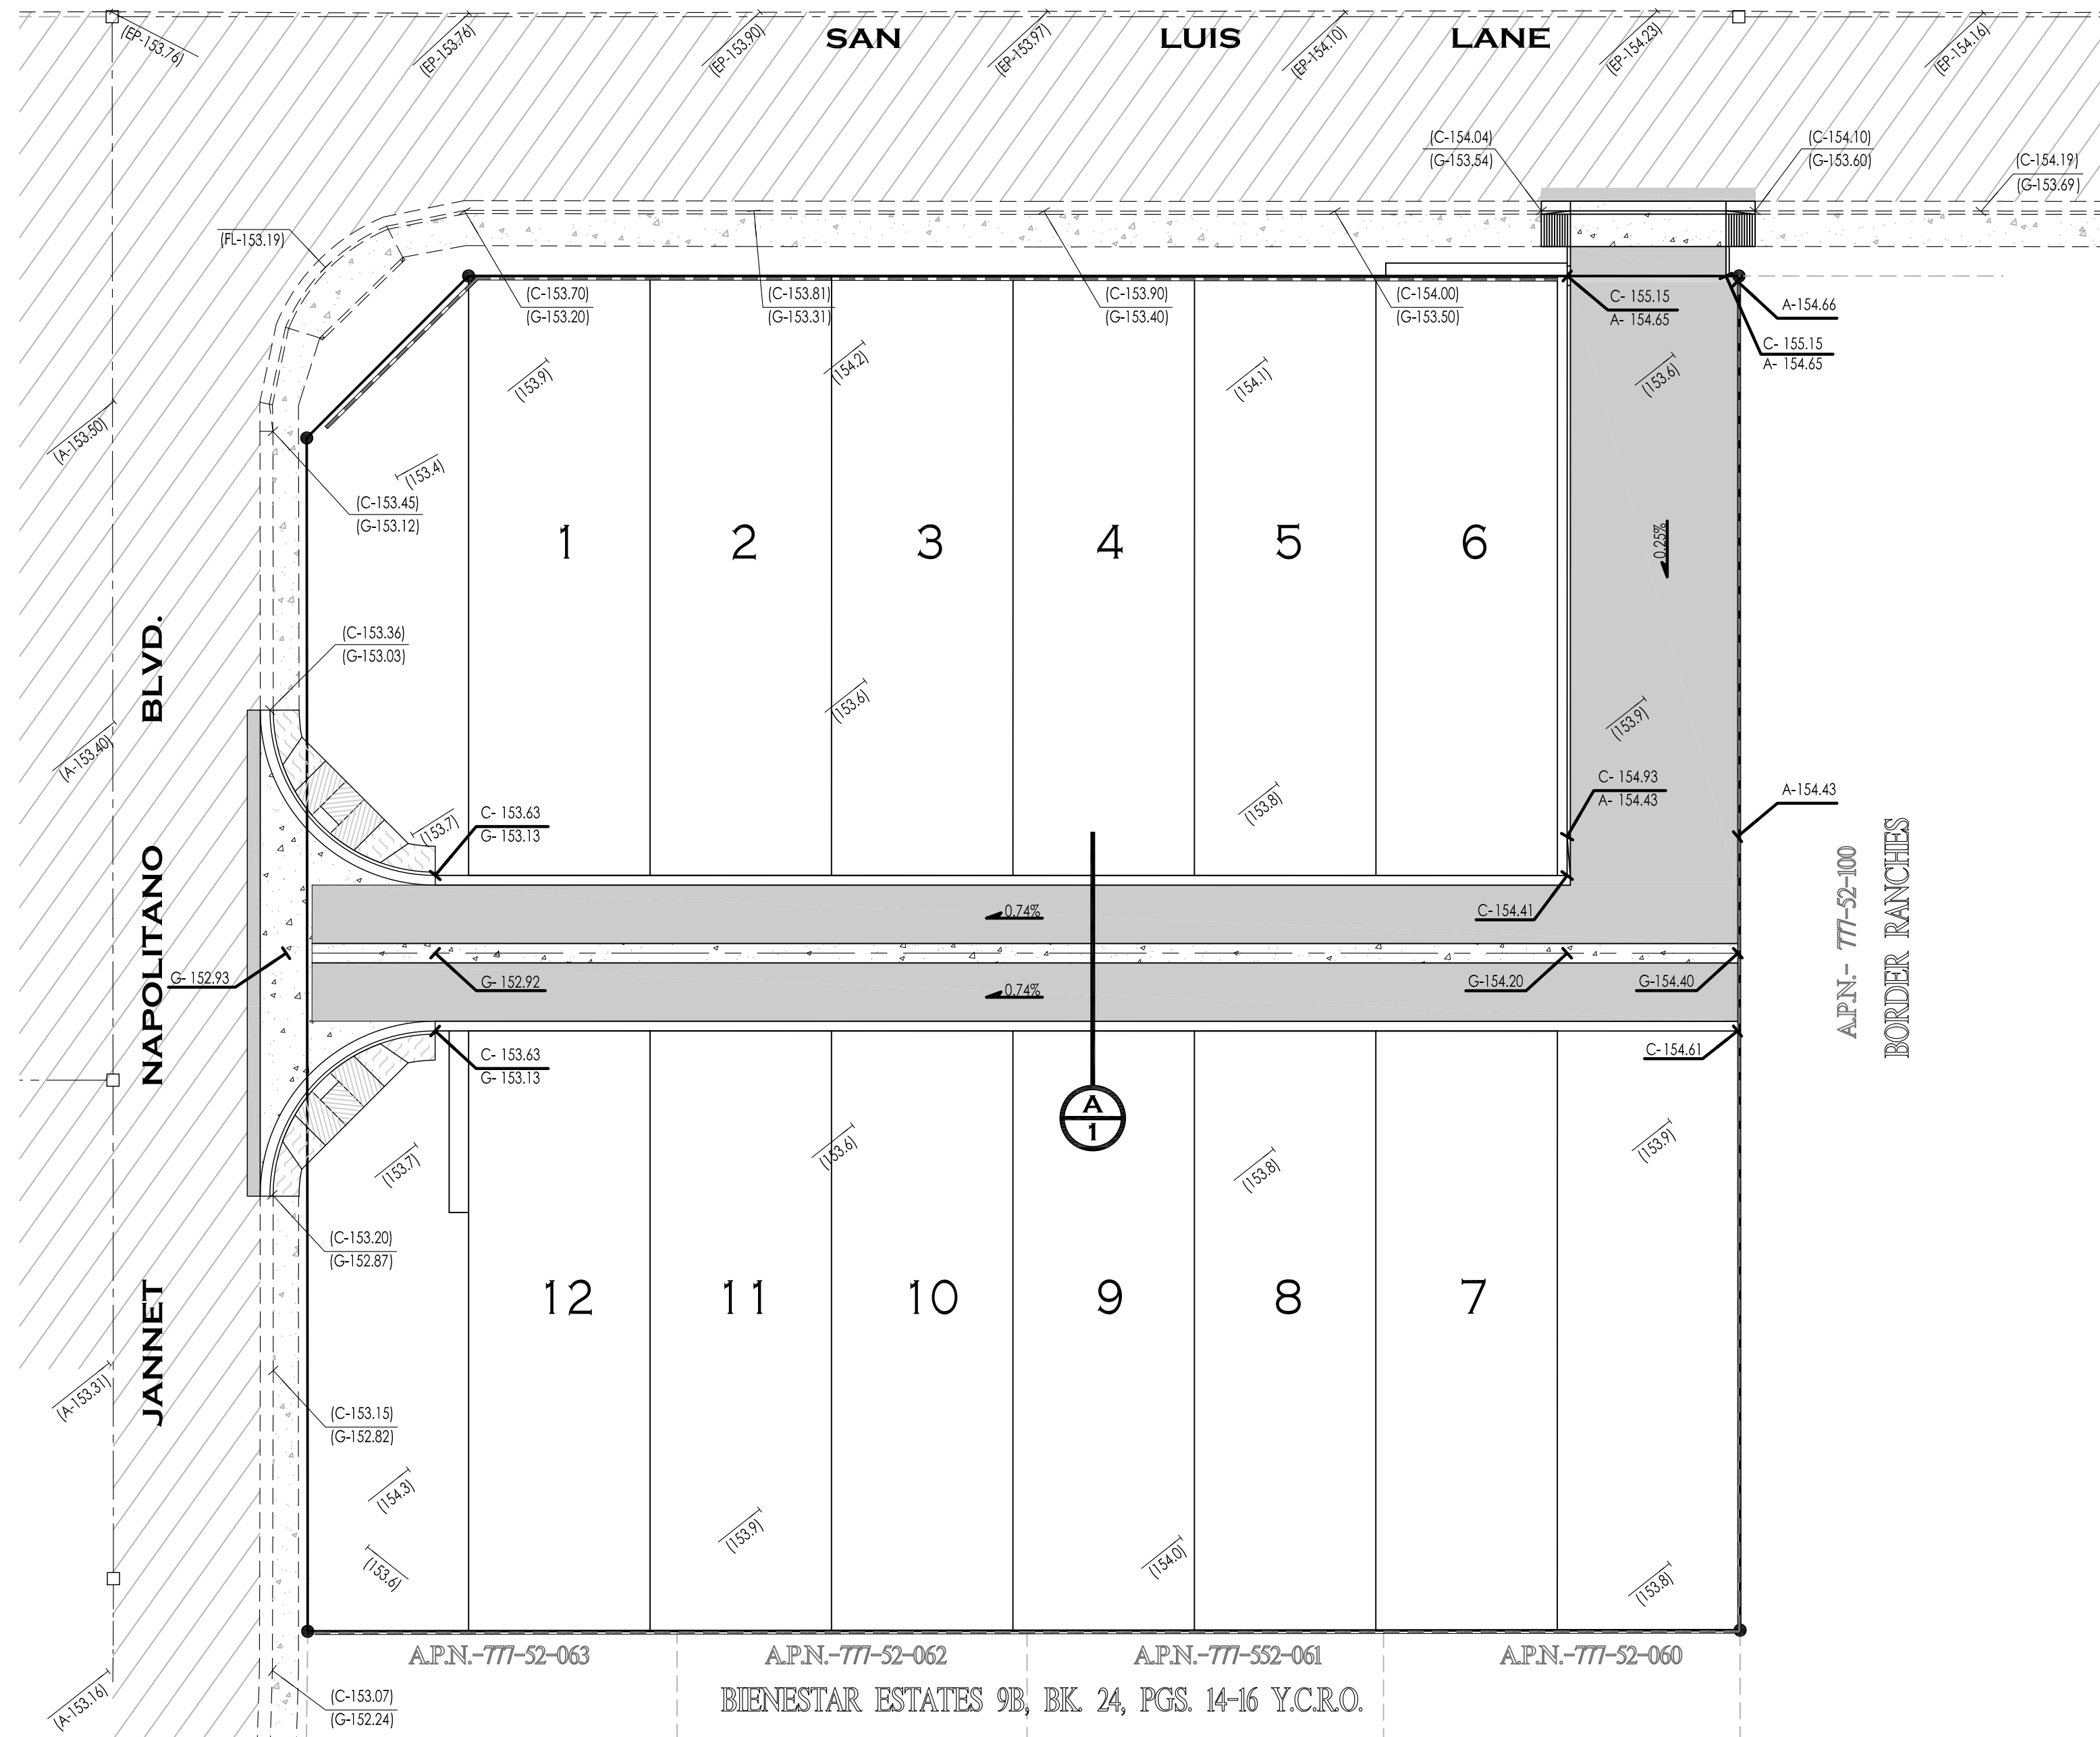 SAN LUIS LANE
(EP-153.76)
(EP-153.76)
(EP-153.90)
(EP-153.97)
(EP-154.10)
(EP-154.23)
(EP-154.16)
(C-154.04)
(G-153.54)
(C-154.10)
(G-153.60)
(C-154.19)
(G-153.69)
(FL-153.19)
(C-153.70)
(G-153.20)
(C-153.81)
(G-153.31)
(C-153.90)
(G-153.40)
(C-154.00)
(G-153.50)
C- 155.15
A- 154.65
A-154.66
C- 155.15
A- 154.65
(153.9)
(154.2)
(154.1)
(153.6)
(A-153.50)
(153.4)
(C-153.45)
(G-153.12)
1
2
3
4
5
6
0.25%
(C-153.36)
(G-153.03)
(153.6)
(153.9)
(A-153.40)
(153.7)
C- 153.63
G- 153.13
(153.8)
C- 154.93
A- 154.43
A-154.43
JANNET NAPOLITANO BLVD.
0.74%
C-154.41
G- 152.93
G- 152.92
0.74%
G-154.20
G-154.40
C- 153.63
G- 153.13
C-154.61
A.P.N.- 777-52-100
BORDER RANCHES
A
1
(153.7)
(153.6)
(153.8)
(153.9)
(C-153.20)
(G-152.87)
12
11
10
9
8
7
(A-153.31)
(C-153.15)
(G-152.82)
(154.3)
(153.9)
(154.0)
(153.6)
(153.8)
A.P.N.-777-52-063
A.P.N.-777-52-062
A.P.N.-777-552-061
A.P.N.-777-52-060
(A-153.16)
(C-153.07)
(G-152.24)
BIENESTAR ESTATES 9B, BK. 24, PGS. 14-16 Y.C.R.O.